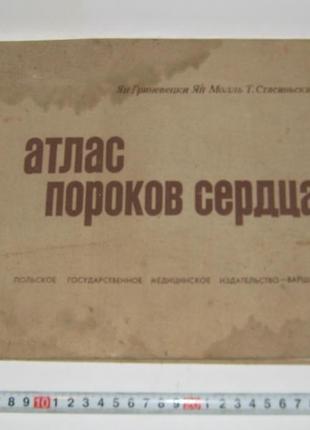 Ян Гриневецки Ян Молль Т. Стасиньски
атлас
пороков сердца
ПОЛЬСКОЕ ГОСУДАРСТВЕННОЕ МЕДИЦИНСКОЕ ИЗДАТЕЛЬСТВО—ВАРШ
8 9 10 1 2 3 4 5 6 7 8 9 1 2 3 4 5 6 7 8